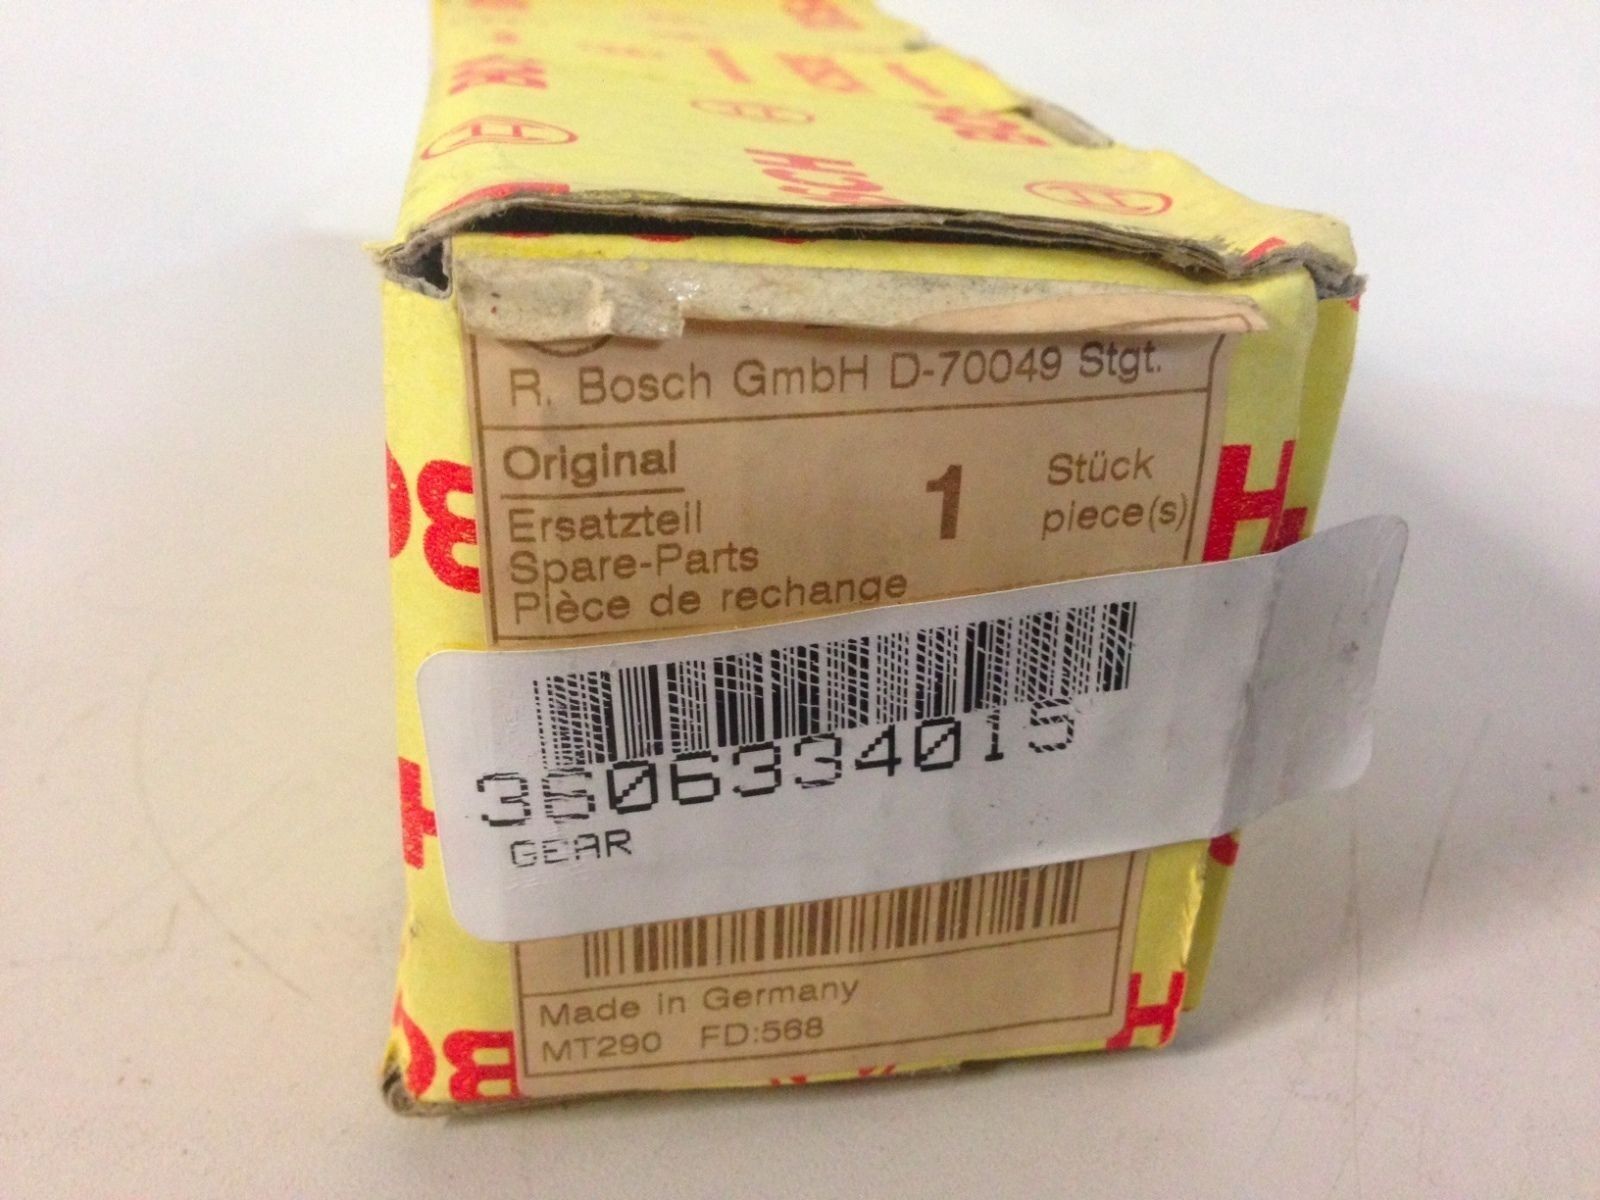 BOSCH
R. Bosch GmbH D-70049 Stgt.
Original
Ersatzteil
Spare-Parts
Pièce de rechange
1 Stück
piece(s)
3606334015
GEAR
Made in Germany
MT290 FD:568